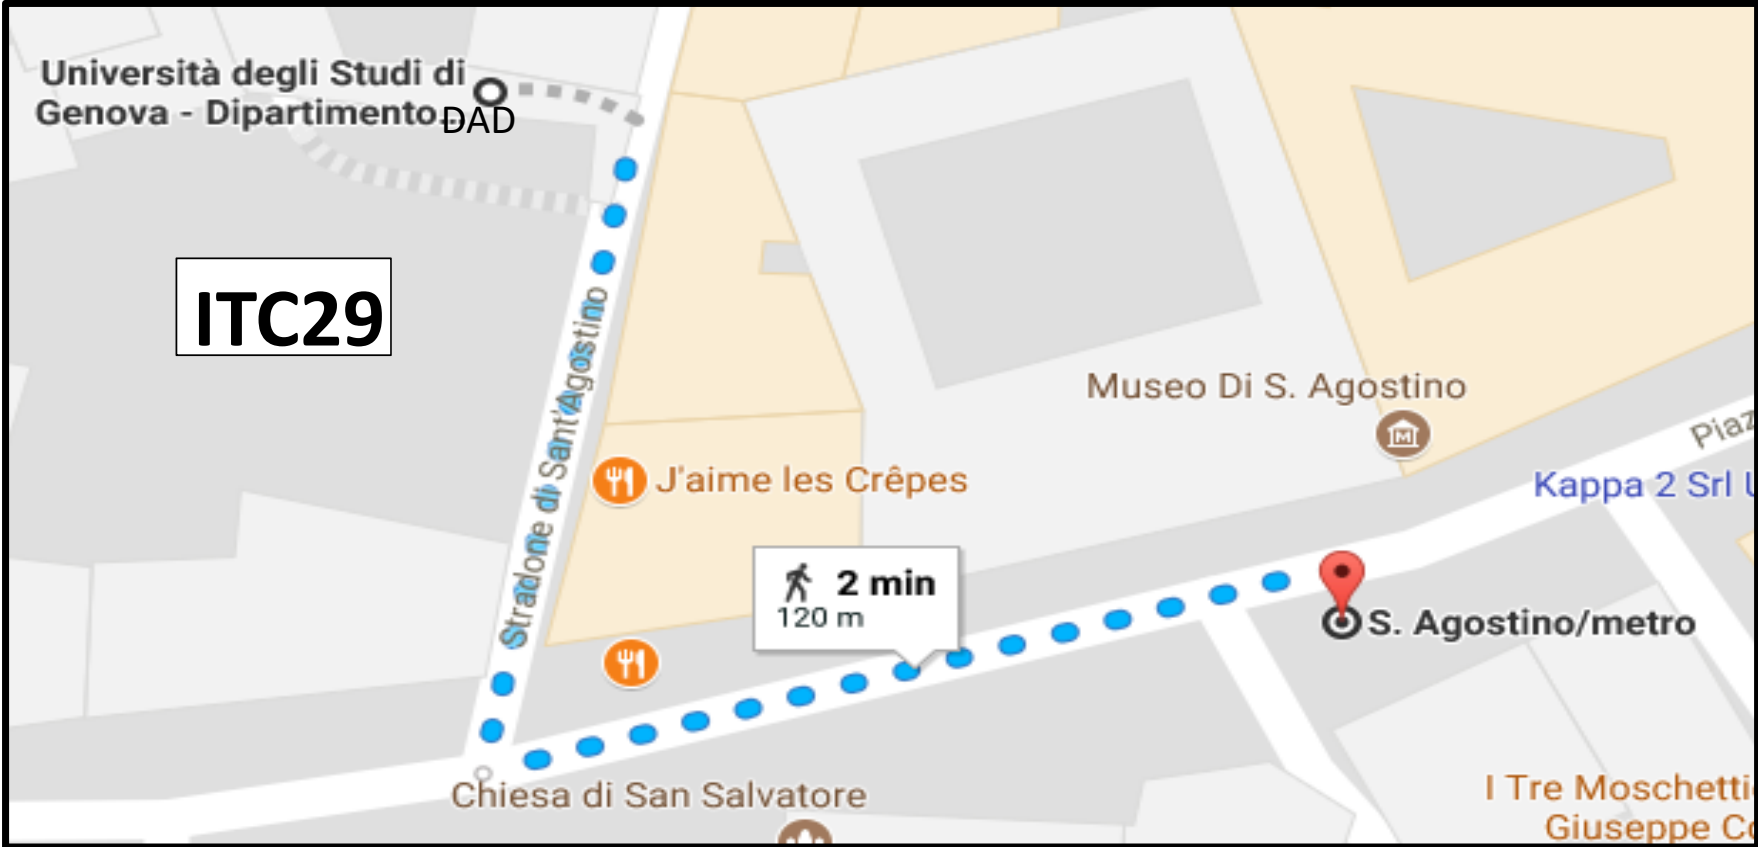 Università degli Studi di
Genova - Dipartimento..
DAD
ITC29
Stradone di Sant'Agostino
Museo Di S. Agostino
Piaz
J'aime les Crêpes
Kappa 2 Srl U
2 min
120 m
S. Agostino/metro
Chiesa di San Salvatore
I Tre Moschetti
Giuseppe Co